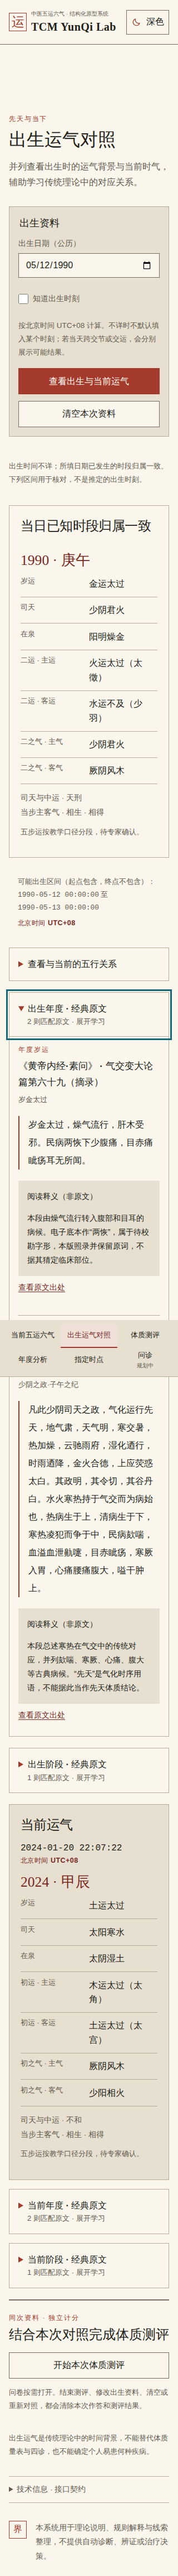 运
中医五运六气 · 结构化原型系统
TCM YunQi Lab
深色
先天与当下
出生运气对照
并列查看出生时的运气背景与当前时气，
辅助学习传统理论中的对应关系。
出生资料
出生日期（公历）
05/12/1990
知道出生时刻
按北京时间 UTC+08 计算。不详时不默认填
入某个时刻；若当天跨交节或交运，会分别
展示可能结果。
查看出生与当前运气
清空本次资料
出生时间不详；所填日期已发生的时段归属一致。
下列区间用于核对，不是推定的出生时刻。
当日已知时段归属一致
1990 · 庚午
岁运
金运太过
司天
少阴君火
在泉
阳明燥金
二运 · 主运
火运太过（太
徵）
二运 · 客运
水运不及（少
羽）
二之气 · 主气
少阴君火
二之气 · 客气
厥阴风木
司天与中运 · 天刑
当步主客气 · 相生 · 相得
五步运按教学口径分段，待专家确认。
可能出生区间（起点包含，终点不包含）：
1990-05-12 00:00:00 至
1990-05-13 00:00:00
北京时间 UTC+08
查看与当前的五行关系
出生年度 · 经典原文
2 则匹配原文 · 展开学习
年度岁运
《黄帝内经·素问》· 气交变大论
篇第六十九（摘录）
岁金太过
岁金太过，燥气流行，肝木受
邪。民病两恢下少腹痛，目赤痛
眦疡耳无所闻。
阅读释义（非原文）
本段由燥气流行转入腹部和目耳的
病候。电子底本作“两恢”，属于待校
勘字形，本版照录并保留原词，不
据其猜定临床部位。
查看原文出处
当前五运六气
出生运气对照
体质测评
年度分析
指定时点
问诊
规划中
少阴之政·子午之纪
凡此少阴司天之政，气化运行先
天，地气肃，天气明，寒交暑，
热加燥，云驰雨府，湿化遒行，
时雨遒降，金火合德，上应荧惑
太白。其政明，其令切，其谷丹
白。水火寒热持于气交而为病始
也，热病生于上，清病生于下，
寒热凌犯而争于中，民病欬喘，
血溢血泄鼽嚏，目赤眦疡，寒厥
入胃，心痛腰痛腹大，嗌干肿
上。
阅读释义（非原文）
本段总述寒热在气交中的传统对
应，并列欬喘、寒厥、心痛、腹大
等古典病候。“先天”是气化时序用
语，不能据此当作先天体质结论。
查看原文出处
出生阶段 · 经典原文
1 则匹配原文 · 展开学习
当前运气
2024-01-20 22:07:22
北京时间 UTC+08
2024 · 甲辰
岁运
土运太过
司天
太阳寒水
在泉
太阴湿土
初运 · 主运
木运太过（太
角）
初运 · 客运
土运太过（太
宫）
初之气 · 主气
厥阴风木
初之气 · 客气
少阳相火
司天与中运 · 不和
当步主客气 · 相生 · 相得
五步运按教学口径分段，待专家确认。
当前年度 · 经典原文
2 则匹配原文 · 展开学习
当前阶段 · 经典原文
1 则匹配原文 · 展开学习
同次资料 · 独立计分
结合本次对照完成体质测评
开始本次体质测评
问卷按需打开。结束测评、修改出生资料、清空或
重新对照，都会清除本次作答和测评结果。
出生运气是传统理论中的时间背景，不能替代体质
量表与四诊，也不能确定个人易患何种疾病。
技术信息 · 接口契约
界
本系统用于理论说明、规则解释与线索
整理，不提供自动诊断、辨证或治疗决
策。